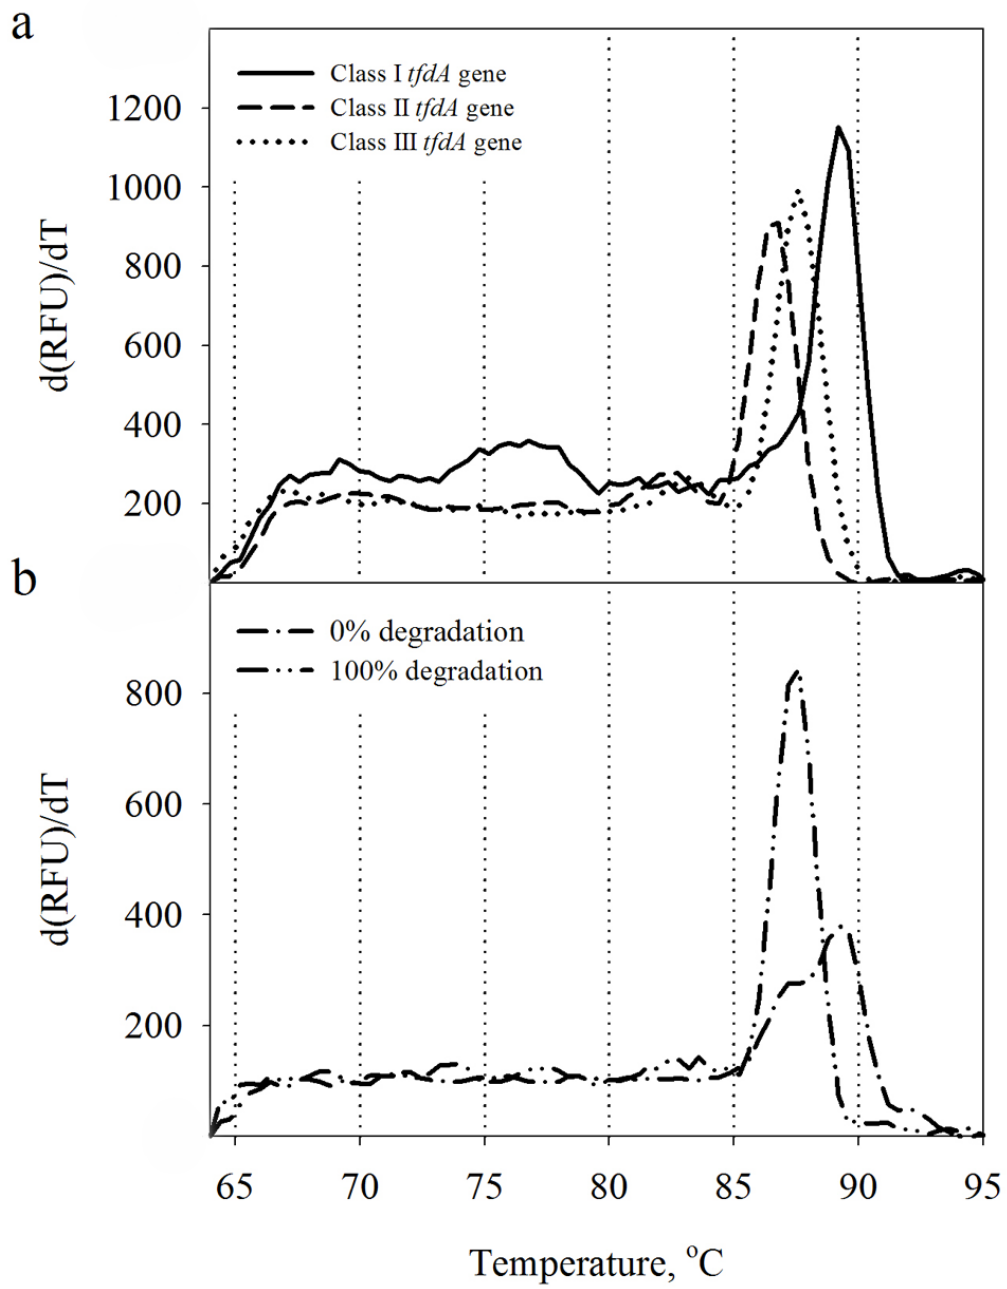 a
Class I tfdA gene
Class II tfdA gene
Class III tfdA gene
1200
1000
800
600
400
200
d(RFU)/dT
b
0% degradation
100% degradation
800
600
400
200
d(RFU)/dT
65 70 75 80 85 90 95
Temperature, °C